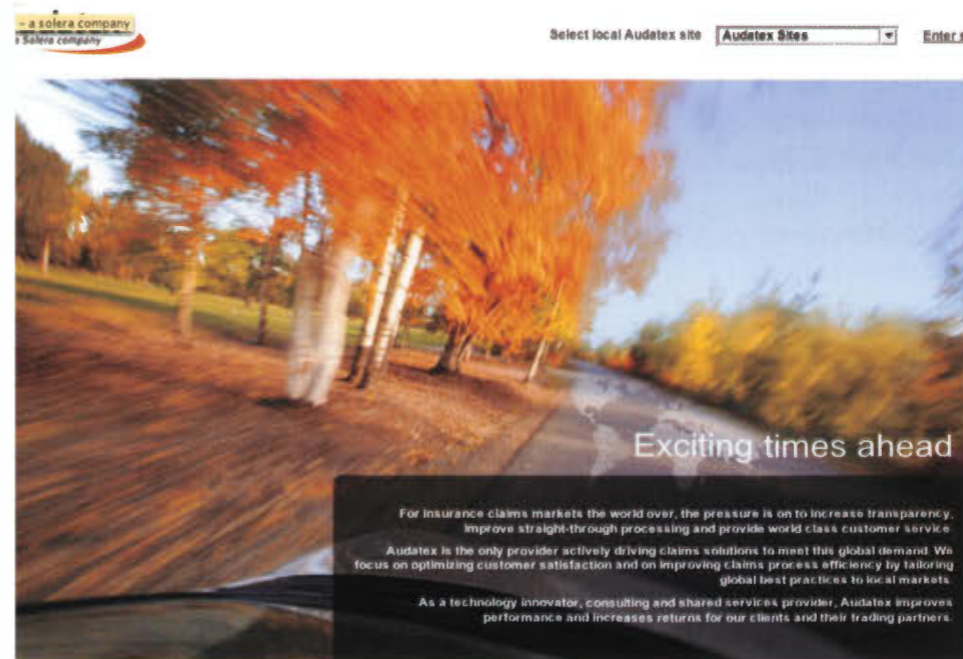 - a solera company
a Solera company
Select local Audatex site
Audatex Sites
Enter
Exciting times ahead
For insurance claims markets the world over, the pressure is on to increase transparency,
improve straight-through processing and provide world class customer service.
Audatex is the only provider actively driving claims solutions to meet this global demand. We
focus on optimizing customer satisfaction and on improving claims process efficiency by tailoring
global best practices to local markets.
As a technology innovator, consulting and shared services provider, Audatex improves
performance and increases returns for our clients and their trading partners.